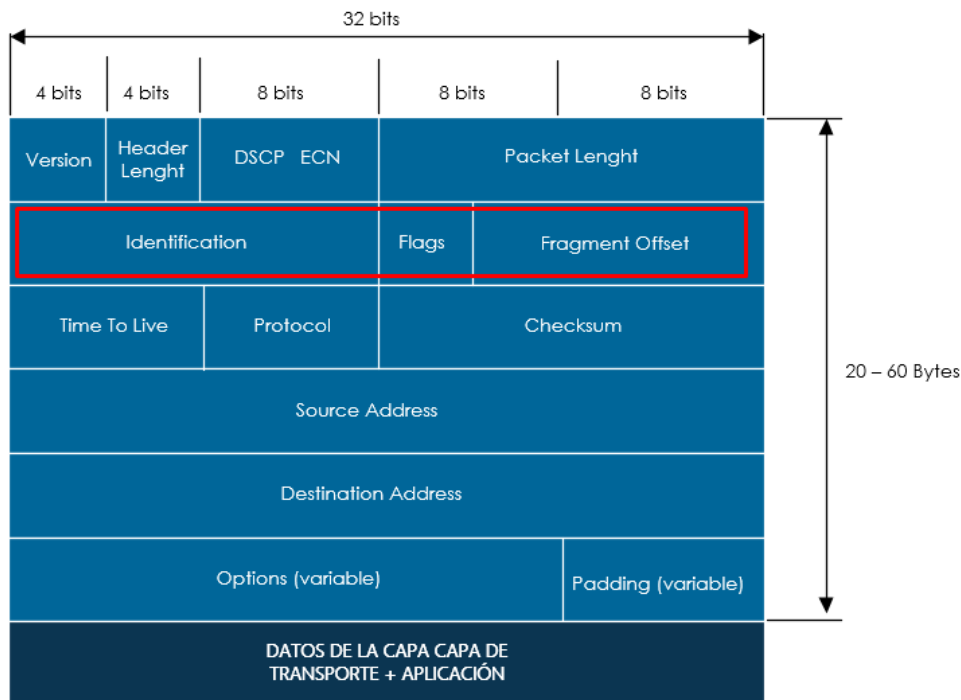 32 bits
4 bits 4 bits 8 bits 8 bits 8 bits
Version Header Lenght DSCP ECN Packet Lenght
Identification Flags Fragment Offset
Time To Live Protocol Checksum
20 – 60 Bytes
Source Address
Destination Address
Options (variable) Padding (variable)
DATOS DE LA CAPA CAPA DE
TRANSPORTE + APLICACIÓN